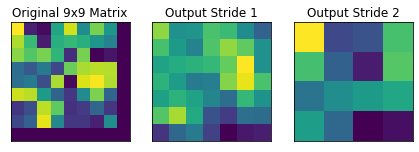 Original 9x9 Matrix
Output Stride 1
Output Stride 2